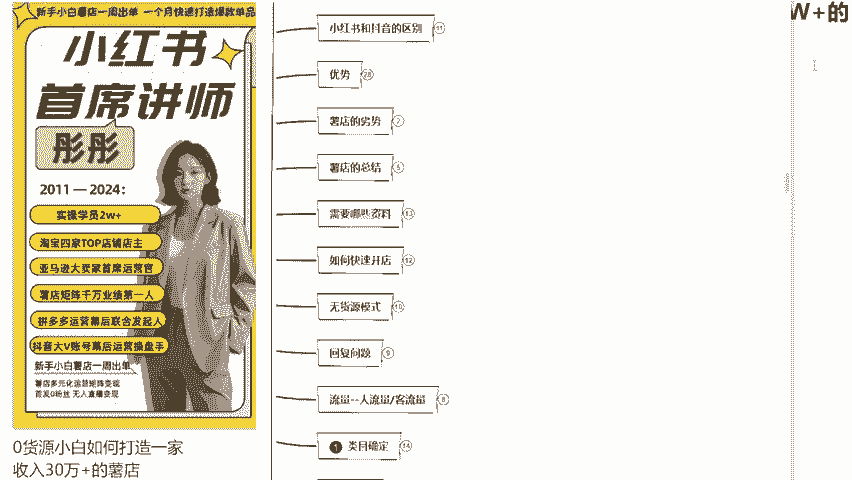 新手小白薯店一周出单 一个月快速打造爆款单品
小红书
首席讲师
彤彤
2011 — 2024:
实操学员2w+
淘宝四家TOP店铺店主
亚马逊大卖家首席运营官
薯店矩阵千万业绩第一人
拼多多运营幕后联合发起人
抖音大V账号幕后运营操盘手
新手小白薯店一周出单
薯店多元化运营矩阵变现
首发0粉丝 无人直播变现
0货源小白如何打造一家
收入30万+的薯店
小红书和抖音的区别 11
优势 28
薯店的劣势 7
薯店的总结 5
需要哪些资料 13
如何快速开店 12
无货源模式 10
回复问题 9
流量--人流量/客流量 8
1 类目确定 14
W+的